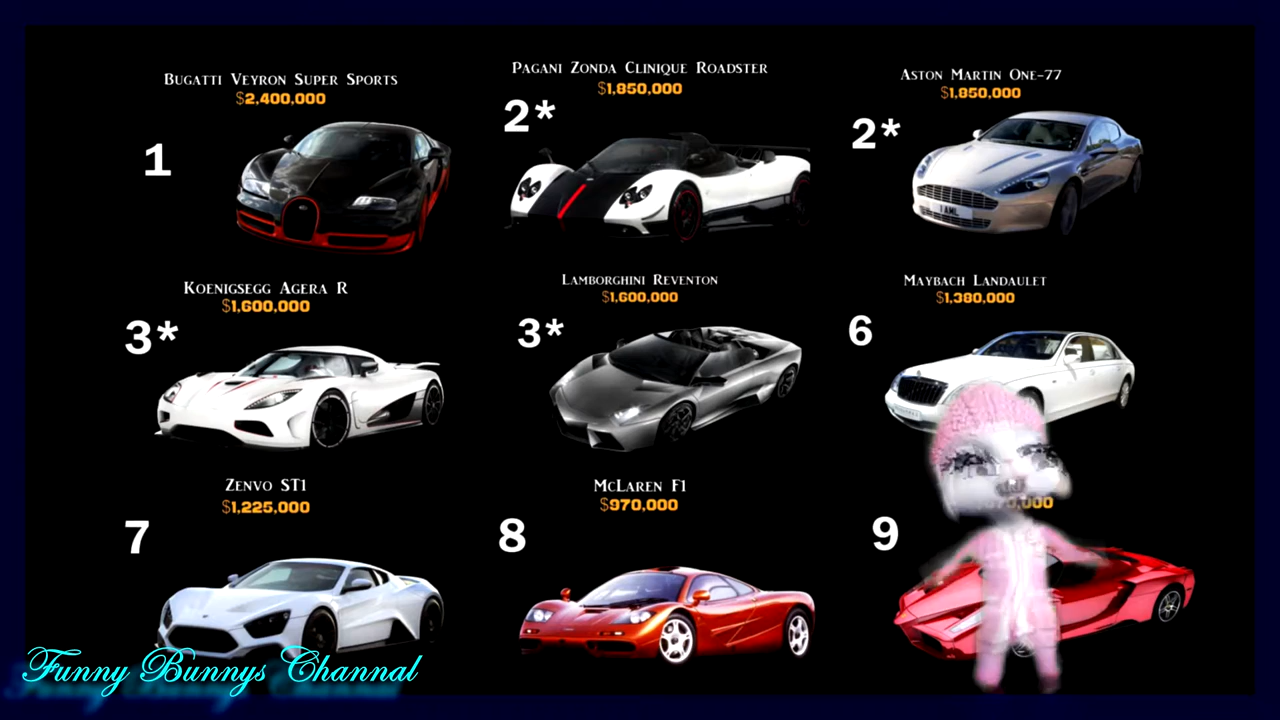 Bugatti Veyron Super Sports
$2,400,000
1
Pagani Zonda Clinique Roadster
$1,850,000
2*
Aston Martin One-77
$1,850,000
2*
1 AML
Koenigsegg Agera R
$1,600,000
3*
Lamborghini Reventon
$1,600,000
3*
Maybach Landaulet
$1,380,000
6
Zenvo ST1
$1,225,000
7
McLaren F1
$970,000
8
9
Funny Bunnys Channal